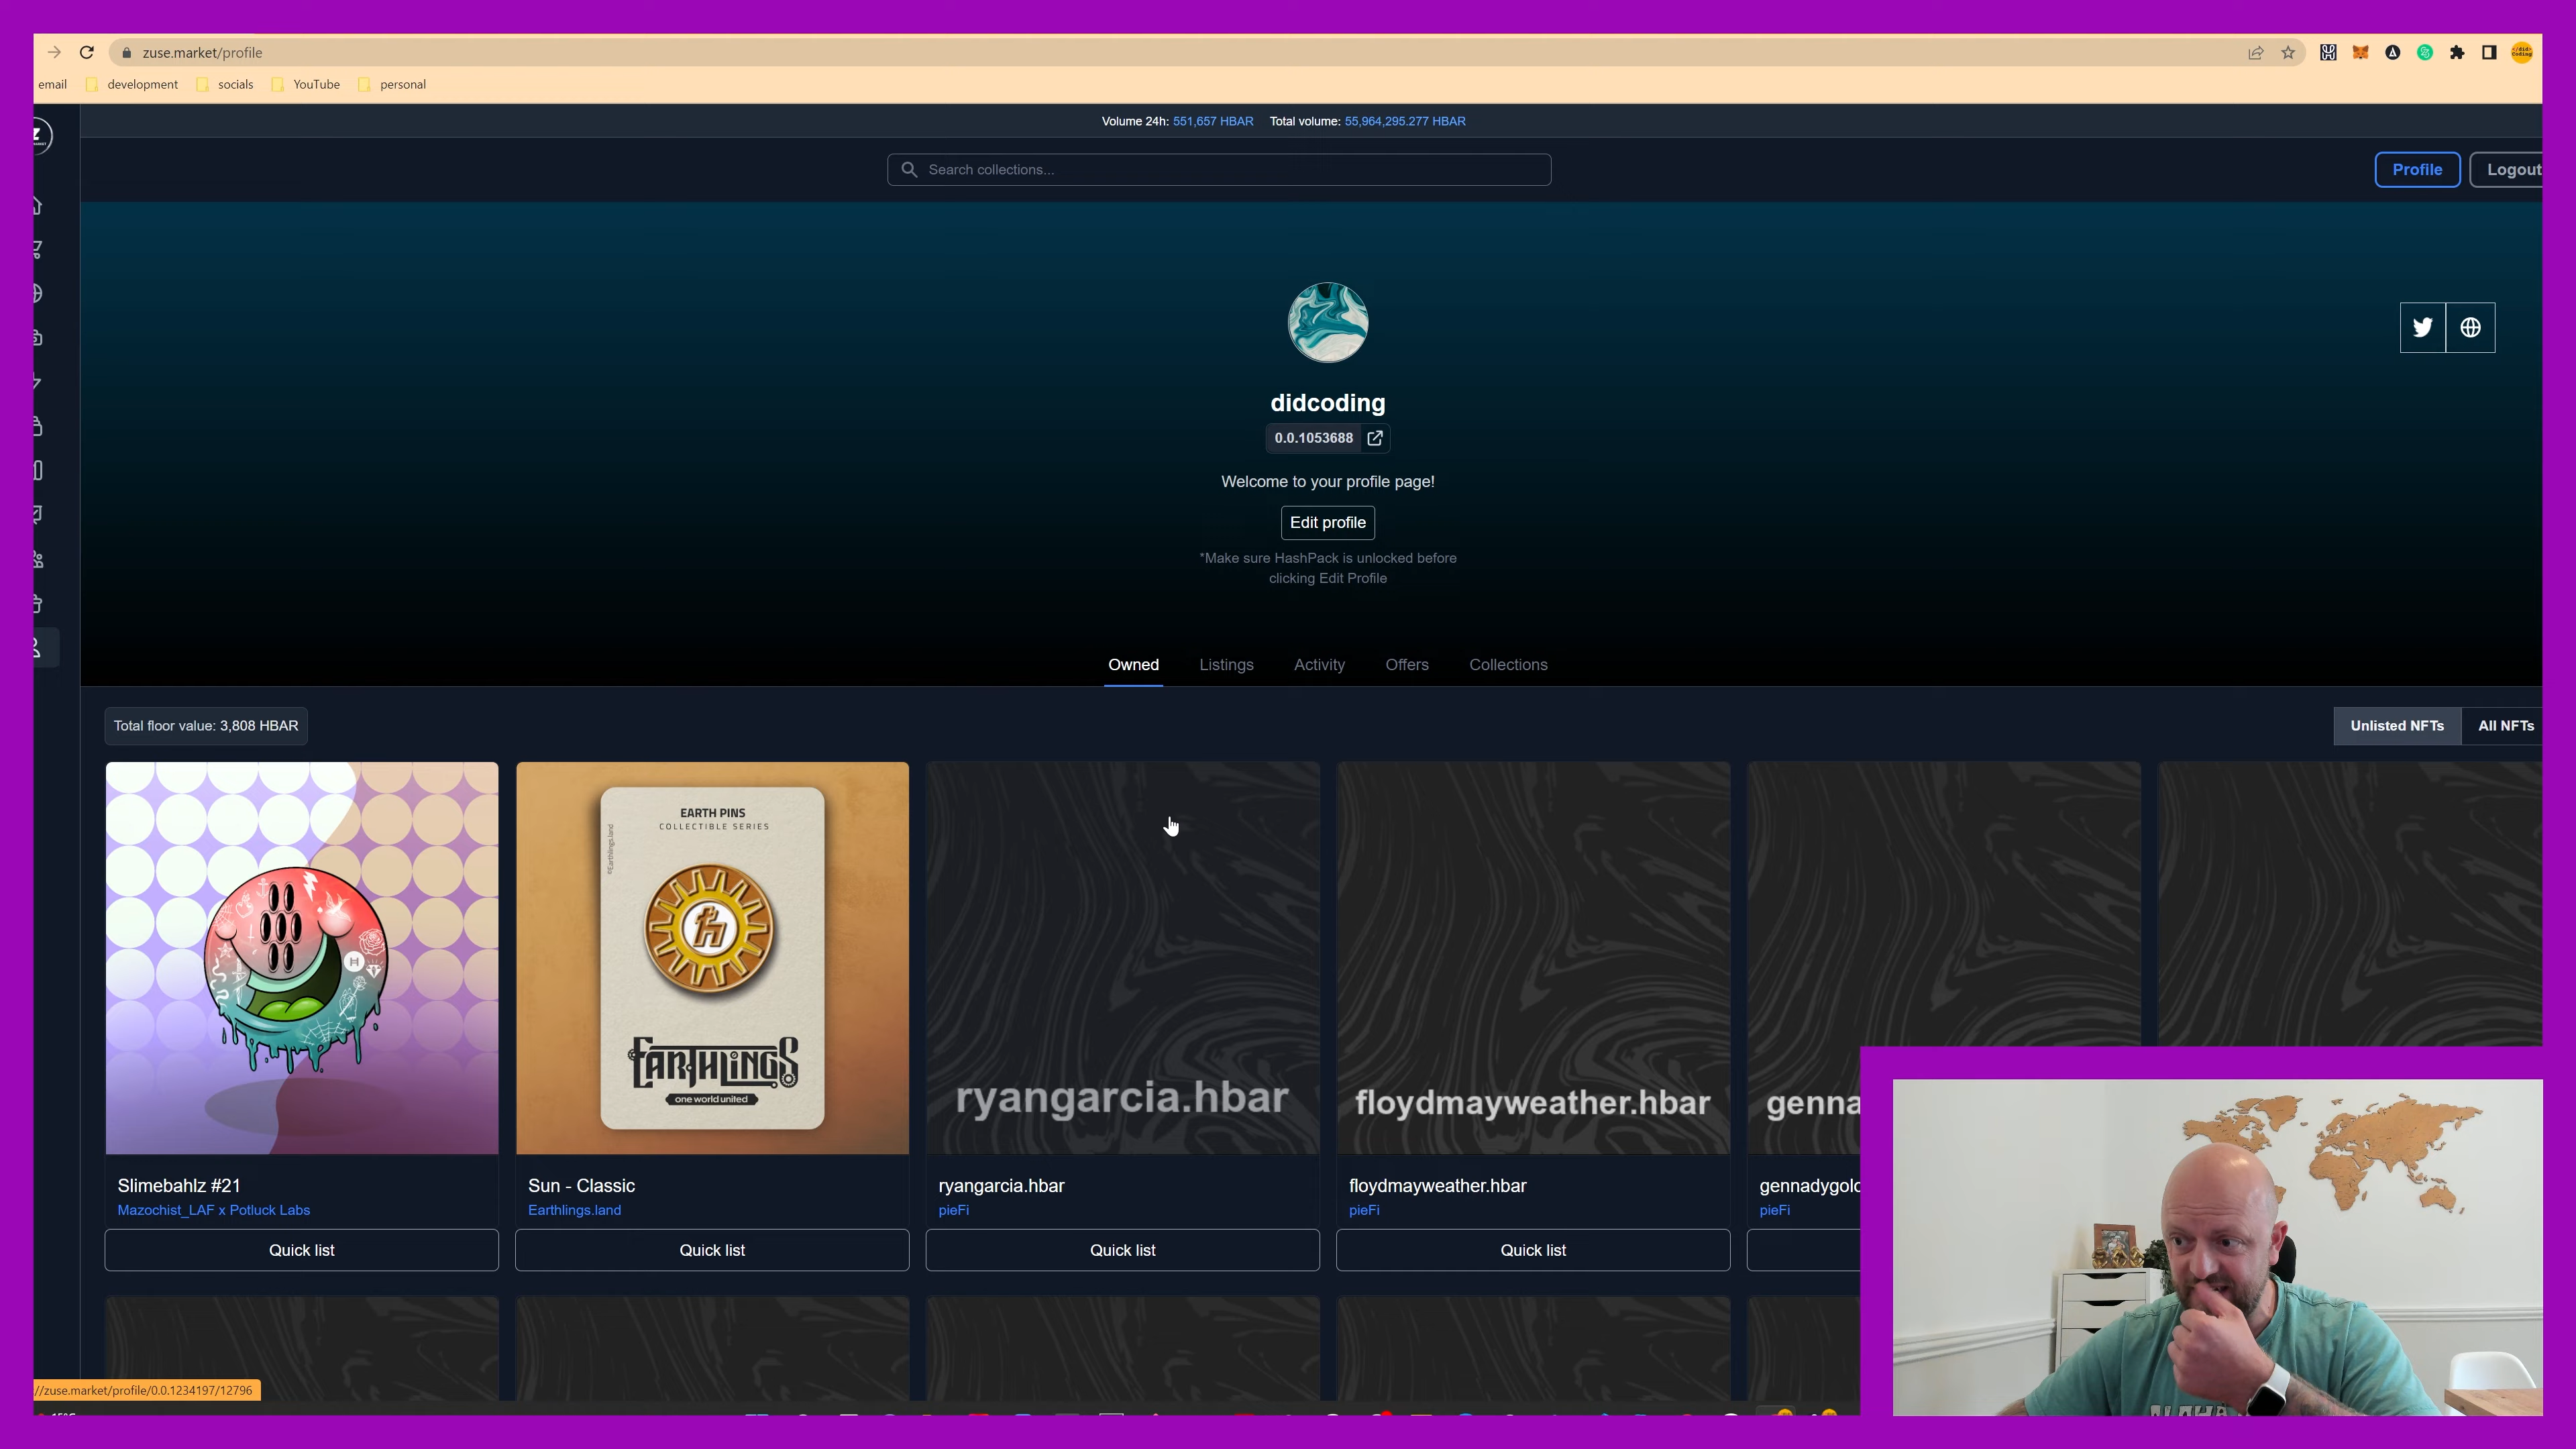 zuse.market/profile
email development socials YouTube personal
Volume 24h: 551,657 HBAR Total volume: 55,964,295.277 HBAR
Search collections...
Profile Logout
didcoding
0.0.1053688
Welcome to your profile page!
Edit profile
*Make sure HashPack is unlocked before
clicking Edit Profile
Owned Listings Activity Offers Collections
Total floor value: 3,808 HBAR
Unlisted NFTs All NFTs
EARTH PINS
COLLECTIBLE SERIES
©Earthlings.land
EARTHLINGS
one world united
ryangarcia.hbar
floydmayweather.hbar
genna
Slimebahlz #21
Mazochist_LAF x Potluck Labs
Quick list
Sun - Classic
Earthlings.land
Quick list
ryangarcia.hbar
pieFi
Quick list
floydmayweather.hbar
pieFi
Quick list
gennadygolo
pieFi
//zuse.market/profile/0.0.1234197/12796